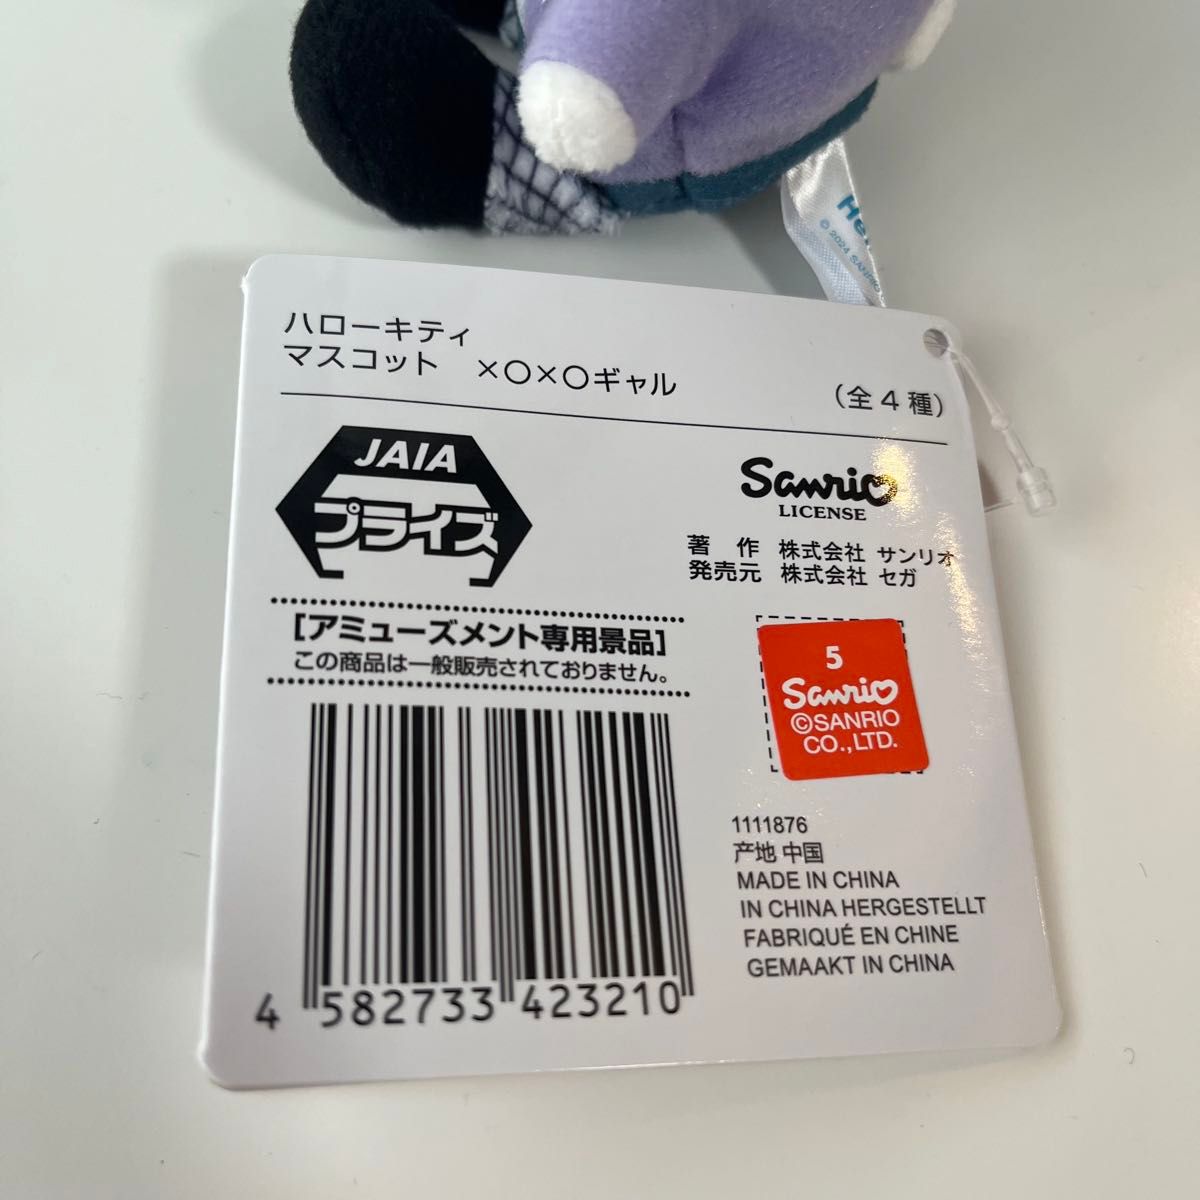 © 2024 SANRIO
ハローキティ
マスコット ×○×○ギャル
（全4種）
JAIA
プライズ
Sanrio
LICENSE
著 作 株式会社 サンリオ
発売元 株式会社 セガ
［アミューズメント専用景品］
この商品は一般販売されておりません。
5
Sanrio
©SANRIO
CO.,LTD.
1111876
产地 中国
MADE IN CHINA
IN CHINA HERGESTELLT
FABRIQUÉ EN CHINE
GEMAAKT IN CHINA
4 582733 423210